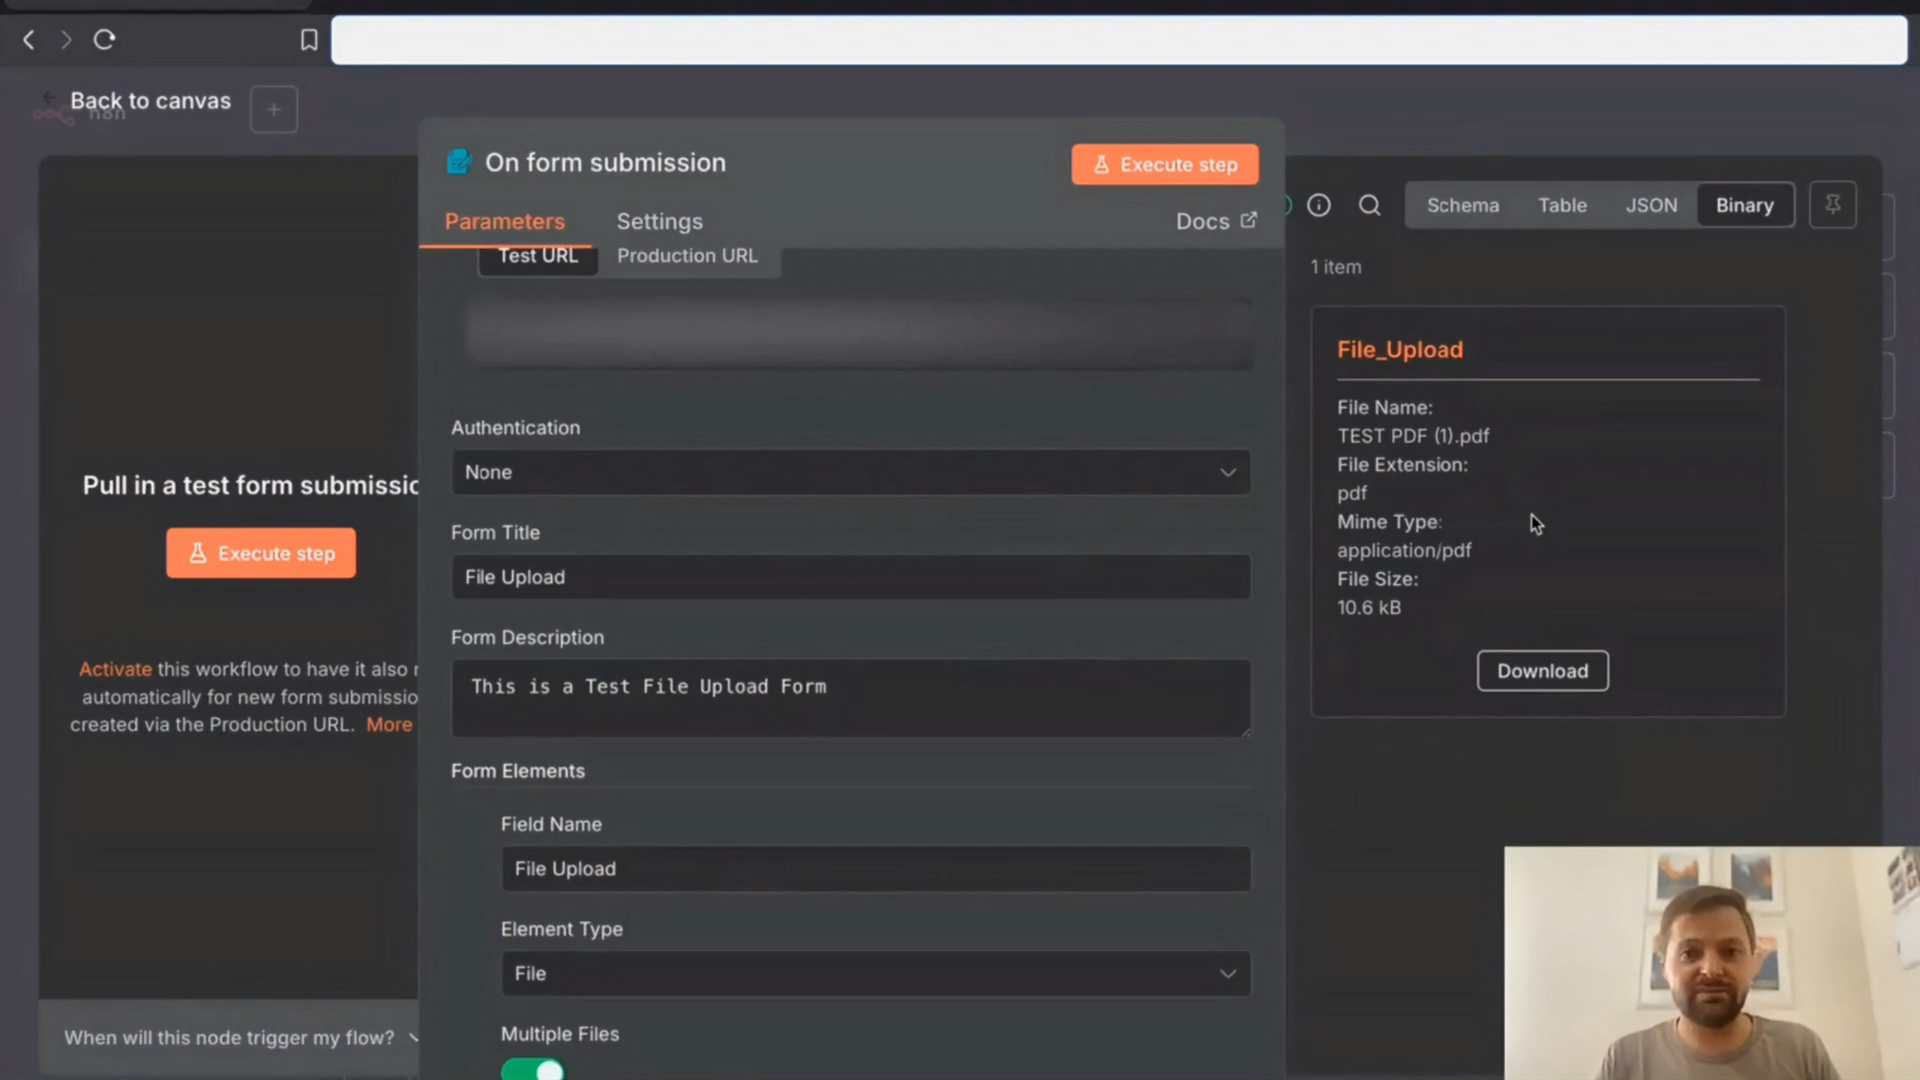 Back to canvas
n8n
On form submission
Execute step
Parameters
Settings
Docs
Test URL
Production URL
Authentication
None
Form Title
File Upload
Form Description
This is a Test File Upload Form
Form Elements
Field Name
File Upload
Element Type
File
Multiple Files
Pull in a test form submissio
Execute step
Activate this workflow to have it also r
automatically for new form submissio
created via the Production URL. More
When will this node trigger my flow?
Schema
Table
JSON
Binary
1 item
File_Upload
File Name:
TEST PDF (1).pdf
File Extension:
pdf
Mime Type:
application/pdf
File Size:
10.6 kB
Download